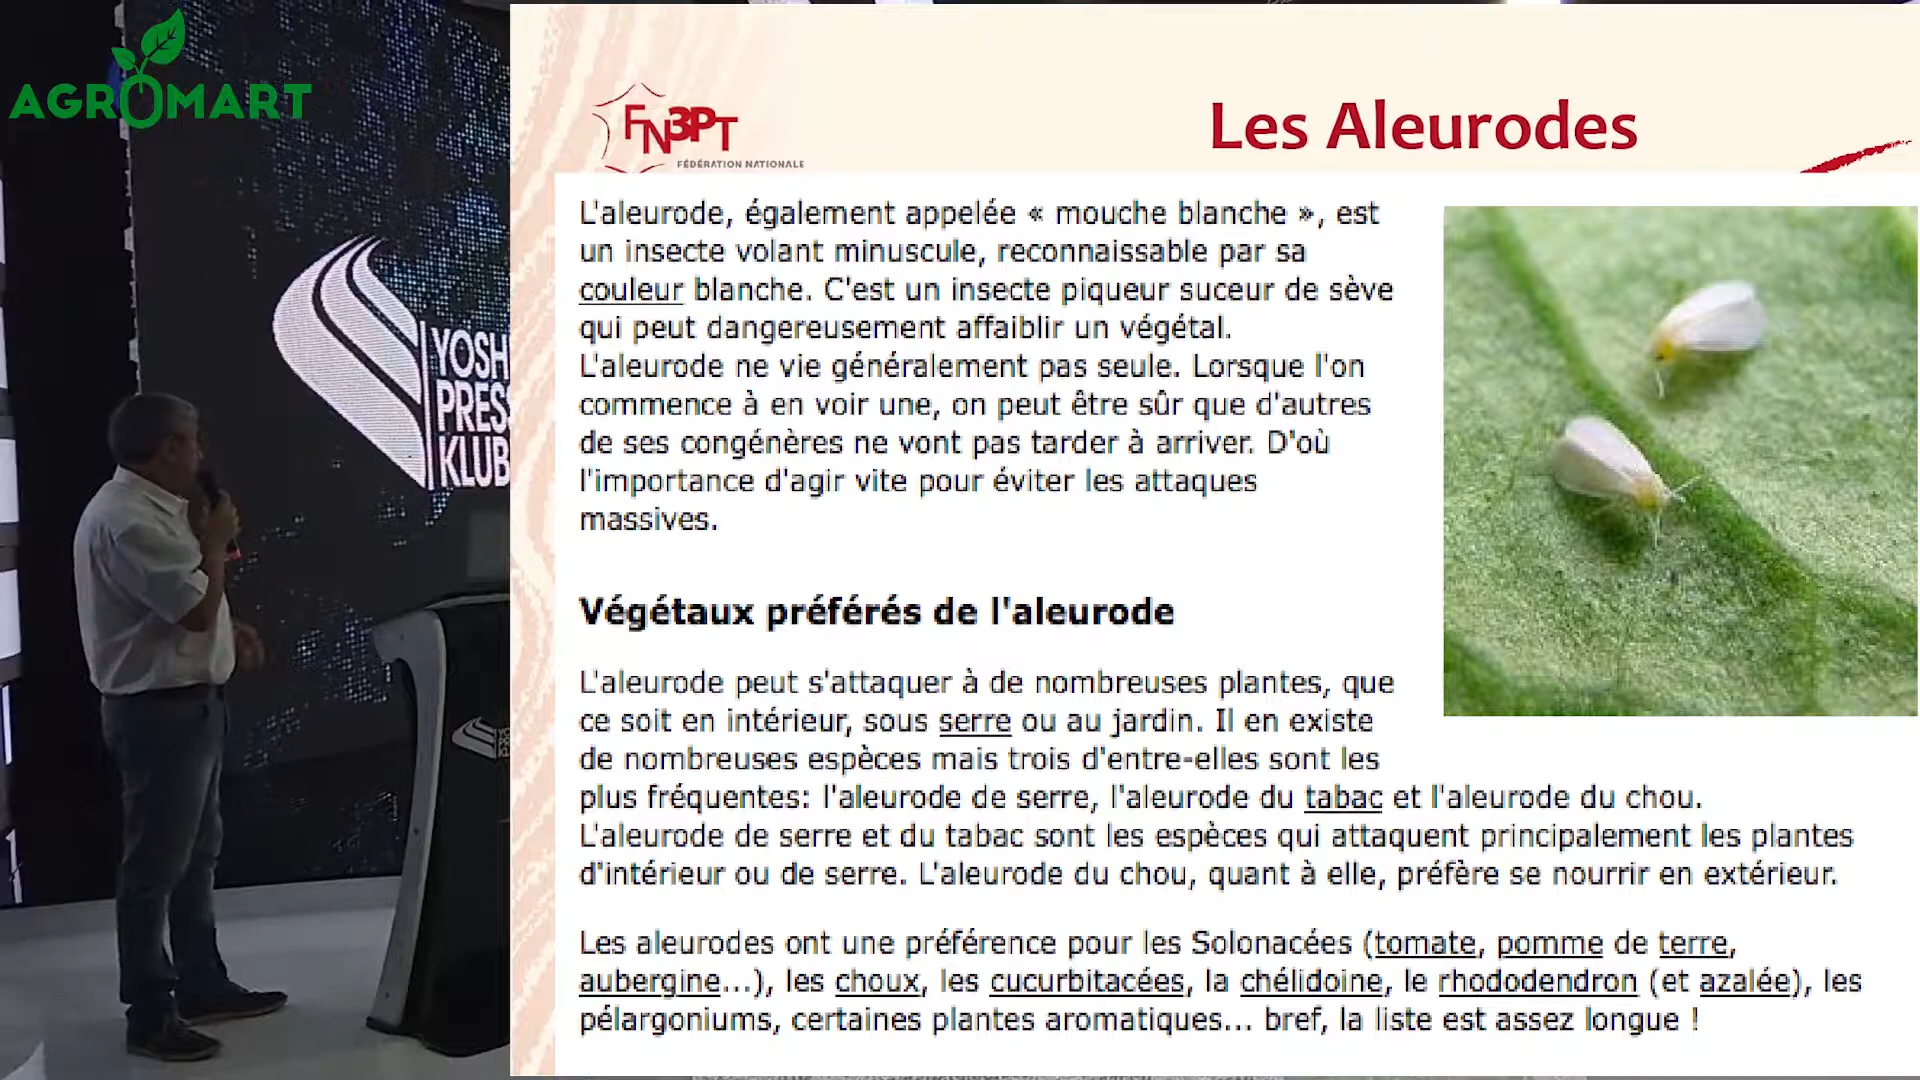 AGROMART
YOSH
PRESS
KLUB
FN3PT
FÉDÉRATION NATIONALE
Les Aleurodes
L'aleurode, également appelée « mouche blanche », est
un insecte volant minuscule, reconnaissable par sa
couleur blanche. C'est un insecte piqueur suceur de sève
qui peut dangereusement affaiblir un végétal.
L'aleurode ne vie généralement pas seule. Lorsque l'on
commence à en voir une, on peut être sûr que d'autres
de ses congénères ne vont pas tarder à arriver. D'où
l'importance d'agir vite pour éviter les attaques
massives.
Végétaux préférés de l'aleurode
L'aleurode peut s'attaquer à de nombreuses plantes, que
ce soit en intérieur, sous serre ou au jardin. Il en existe
de nombreuses espèces mais trois d'entre-elles sont les
plus fréquentes: l'aleurode de serre, l'aleurode du tabac et l'aleurode du chou.
L'aleurode de serre et du tabac sont les espèces qui attaquent principalement les plantes
d'intérieur ou de serre. L'aleurode du chou, quant à elle, préfère se nourrir en extérieur.
Les aleurodes ont une préférence pour les Solonacées (tomate, pomme de terre,
aubergine...), les choux, les cucurbitacées, la chélidoine, le rhododendron (et azalée), les
pélargoniums, certaines plantes aromatiques... bref, la liste est assez longue !